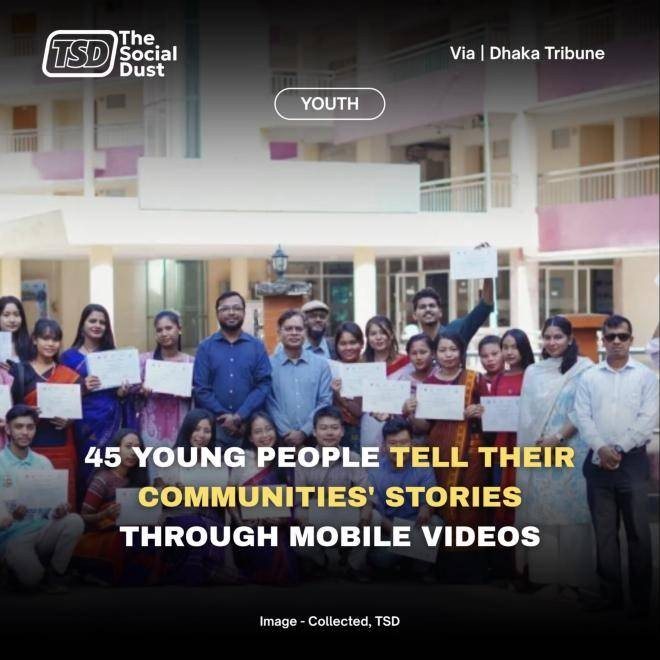 TSD The
Social
Dust
Via | Dhaka Tribune
YOUTH
45 YOUNG PEOPLE TELL THEIR
COMMUNITIES' STORIES
THROUGH MOBILE VIDEOS
Image - Collected, TSD